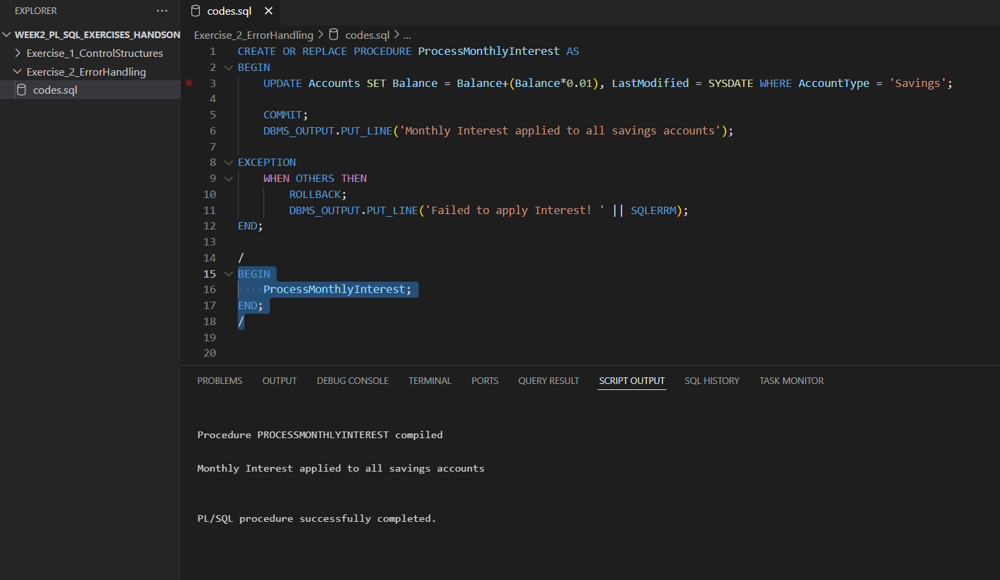 EXPLORER
...
WEEK2_PL_SQL_EXERCISES_HANDSON
Exercise_1_ControlStructures
Exercise_2_ErrorHandling
codes.sql
codes.sql
Exercise_2_ErrorHandling > codes.sql > ...
1 CREATE OR REPLACE PROCEDURE ProcessMonthlyInterest AS
2 BEGIN
3 UPDATE Accounts SET Balance = Balance+(Balance*0.01), LastModified = SYSDATE WHERE AccountType = 'Savings';
4
5 COMMIT;
6 DBMS_OUTPUT.PUT_LINE('Monthly Interest applied to all savings accounts');
7
8 EXCEPTION
9 WHEN OTHERS THEN
10 ROLLBACK;
11 DBMS_OUTPUT.PUT_LINE('Failed to apply Interest! ' || SQLERRM);
12 END;
13
14 /
15 BEGIN
16 ····ProcessMonthlyInterest;
17 END;
18 /
19
20
PROBLEMS OUTPUT DEBUG CONSOLE TERMINAL PORTS QUERY RESULT SCRIPT OUTPUT SQL HISTORY TASK MONITOR
Procedure PROCESSMONTHLYINTEREST compiled
Monthly Interest applied to all savings accounts
PL/SQL procedure successfully completed.